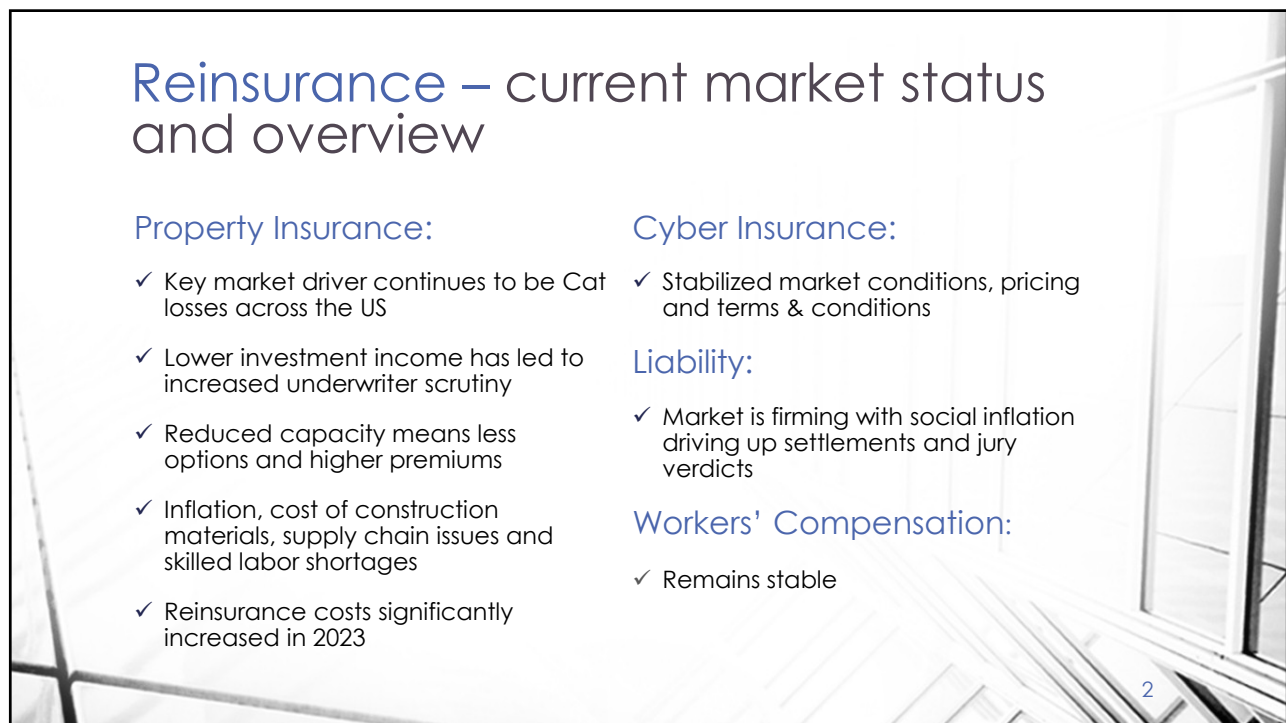 Reinsurance – current market status
and overview
Property Insurance:
✓ Key market driver continues to be Cat
losses across the US
✓ Lower investment income has led to
increased underwriter scrutiny
✓ Reduced capacity means less
options and higher premiums
✓ Inflation, cost of construction
materials, supply chain issues and
skilled labor shortages
✓ Reinsurance costs significantly
increased in 2023
Cyber Insurance:
✓ Stabilized market conditions, pricing
and terms & conditions
Liability:
✓ Market is firming with social inflation
driving up settlements and jury
verdicts
Workers’ Compensation:
✓ Remains stable
2